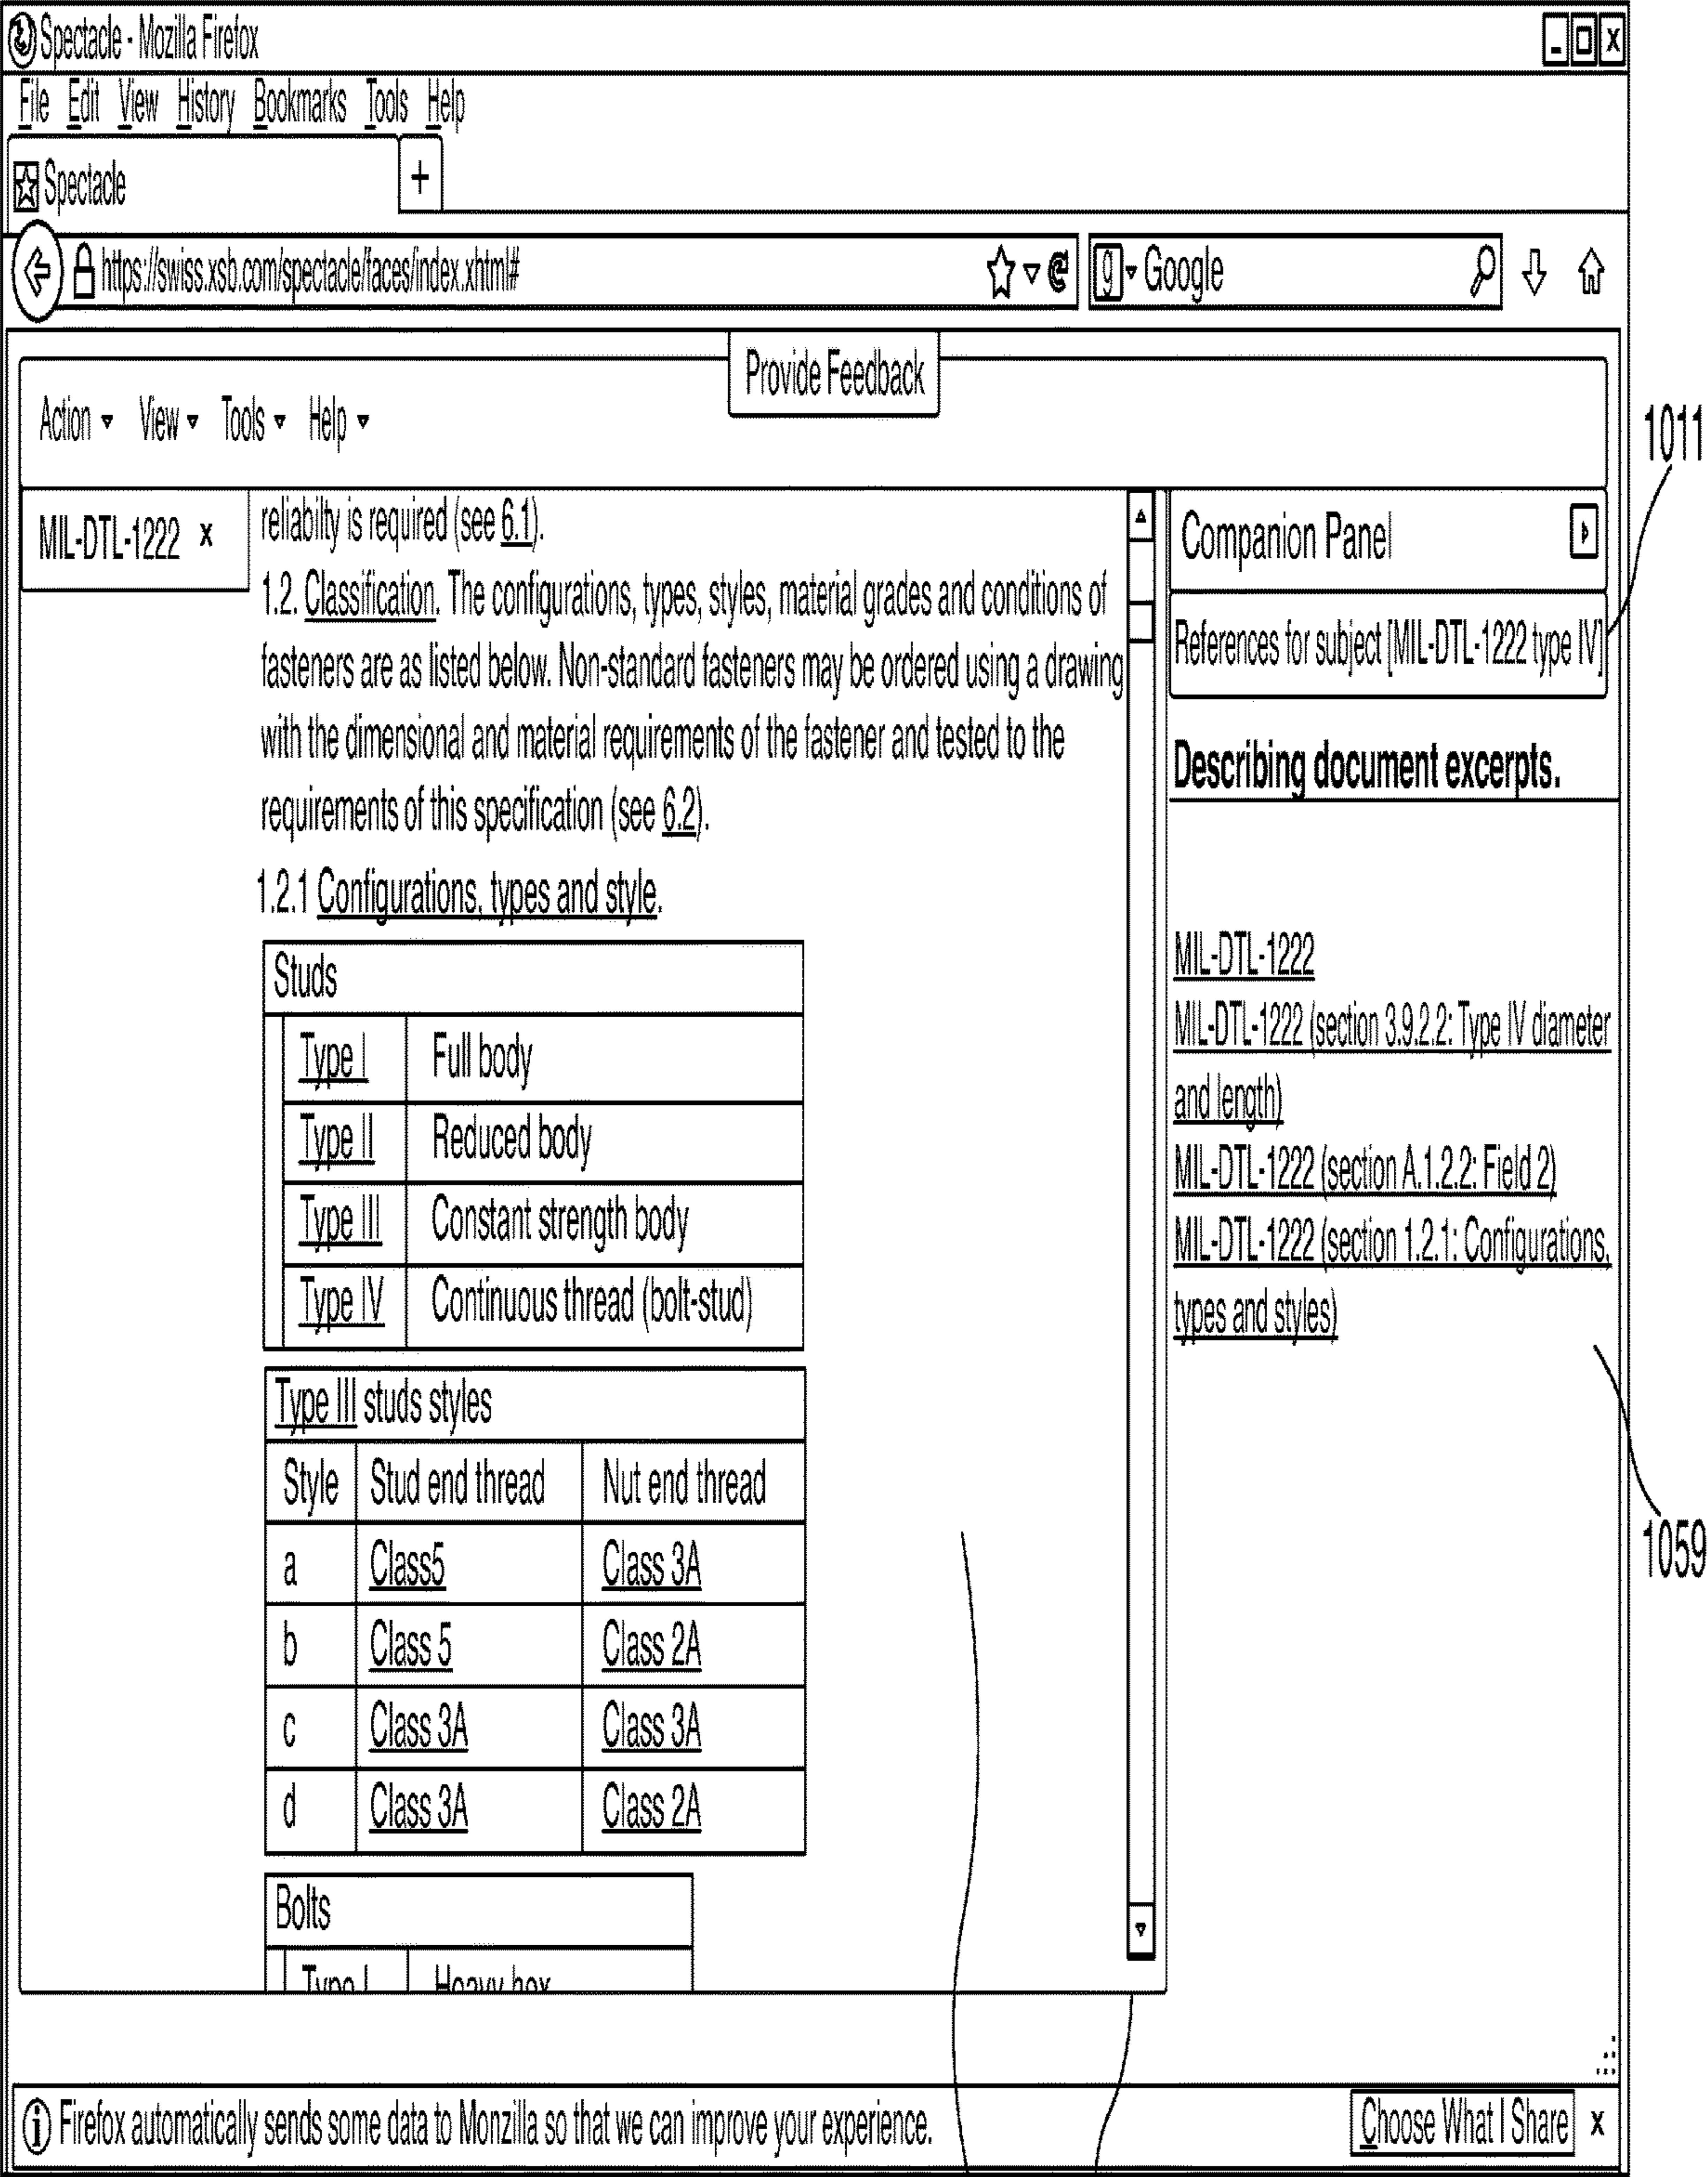 Spectacle - Mozilla Firefox
File Edit View History Bookmarks Tools Help
Spectacle +
https://swiss.xsb.com/spectacle/faces/index.xhtml# g Google
Provide Feedback
Action View Tools Help
1011
MIL-DTL-1222 x
reliabilty is required (see 6.1).
1.2. Classification. The configurations, types, styles, material grades and conditions of
fasteners are as listed below. Non-standard fasteners may be ordered using a drawing
with the dimensional and material requirements of the fastener and tested to the
requirements of this specification (see 6.2).
1.2.1 Configurations, types and style.
Studs
Type I Full body
Type II Reduced body
Type III Constant strength body
Type IV Continuous thread (bolt-stud)
Type III studs styles
Style Stud end thread Nut end thread
a Class5 Class 3A
b Class 5 Class 2A
c Class 3A Class 3A
d Class 3A Class 2A
Bolts
Type I Heavy hex
Companion Panel
References for subject [MIL-DTL-1222 type IV]
Describing document excerpts.
MIL-DTL-1222
MIL-DTL-1222 (section 3.9.2.2: Type IV diameter
and length)
MIL-DTL-1222 (section A.1.2.2: Field 2)
MIL-DTL-1222 (section 1.2.1: Configurations,
types and styles)
1059
Firefox automatically sends some data to Monzilla so that we can improve your experience. Choose What I Share x